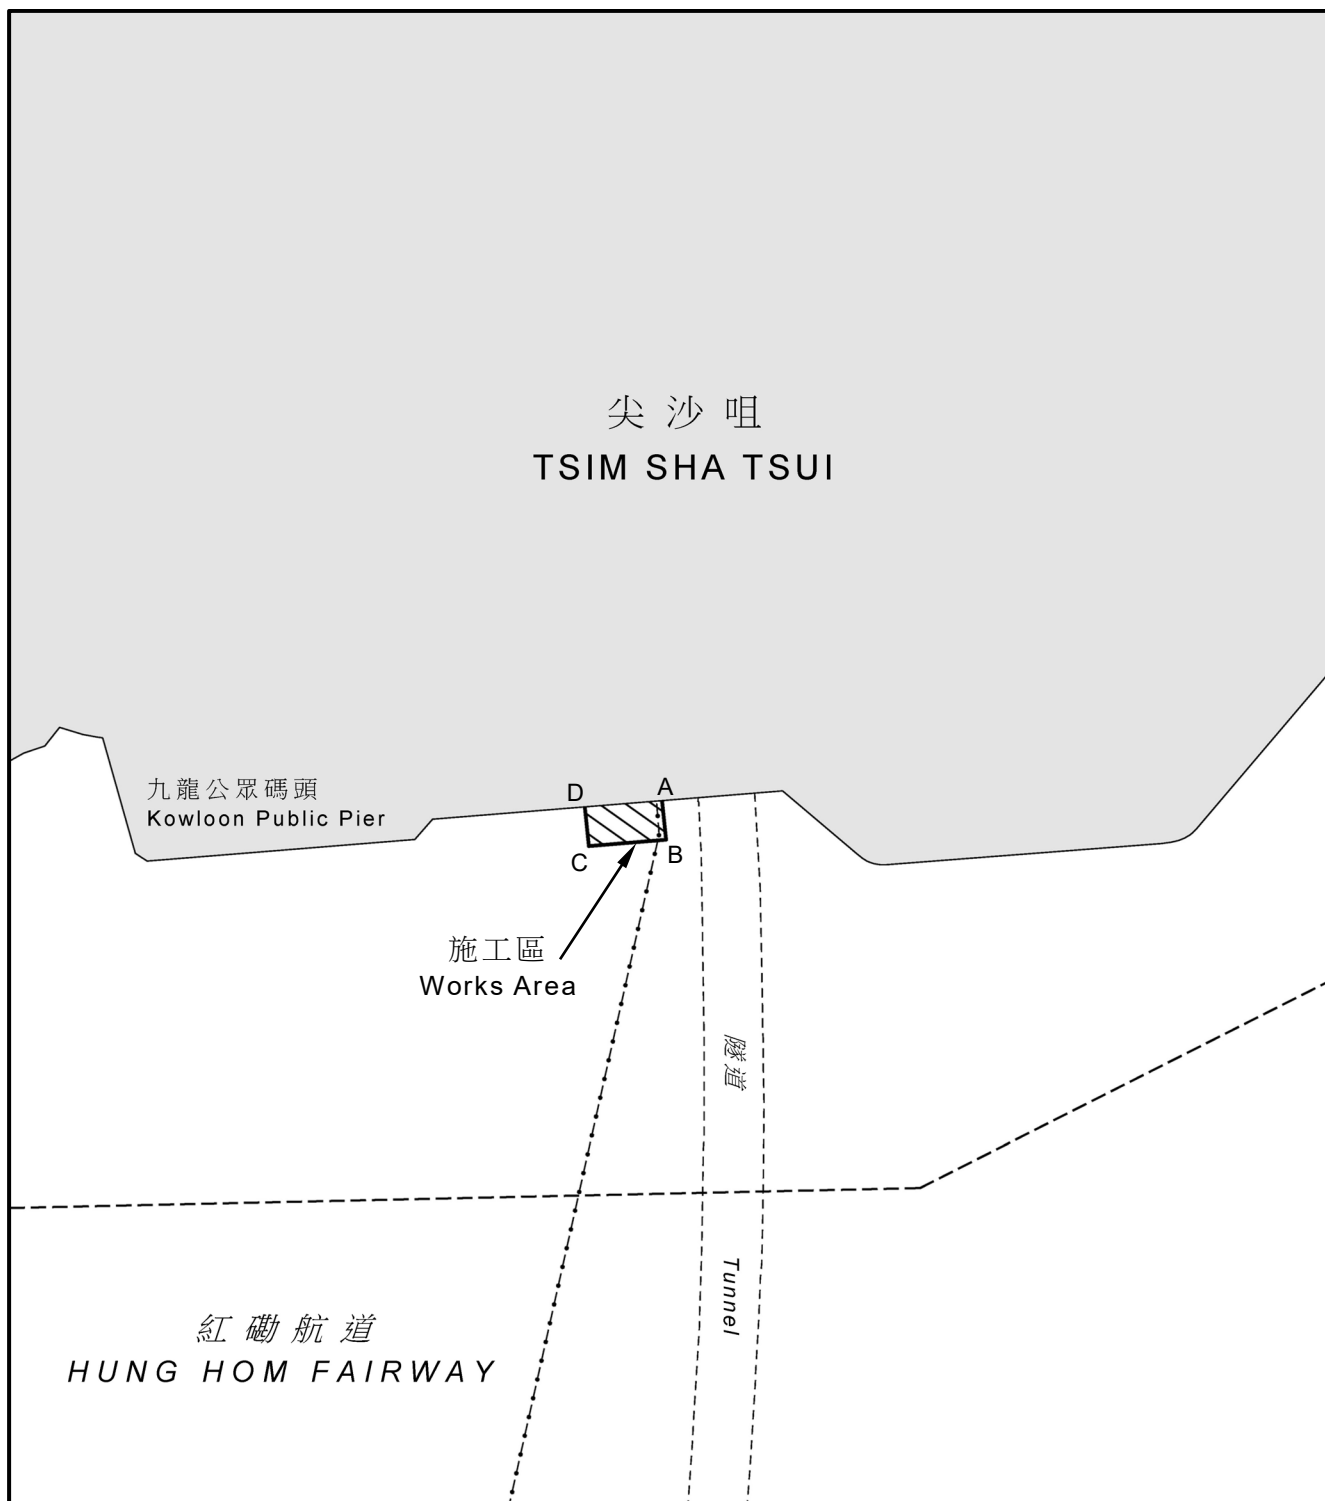 尖沙咀
TSIM SHA TSUI
九龍公眾碼頭
Kowloon Public Pier
D
A
C
B
施工區
Works Area
隧道
Tunnel
紅磡航道
HUNG HOM FAIRWAY